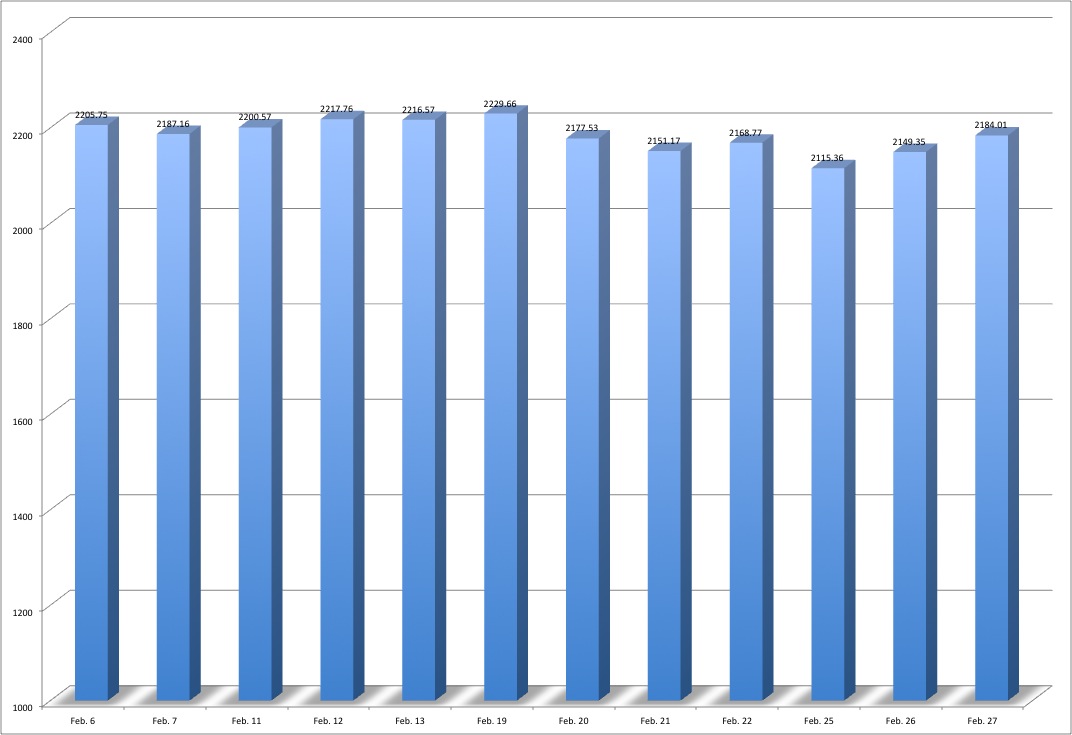 2400
2200
2000
1800
1600
1400
1200
1000
2205.75
2187.16
2200.57
2217.76
2216.57
2229.66
2177.53
2151.17
2168.77
2115.36
2149.35
2184.01
Feb. 6
Feb. 7
Feb. 11
Feb. 12
Feb. 13
Feb. 19
Feb. 20
Feb. 21
Feb. 22
Feb. 25
Feb. 26
Feb. 27